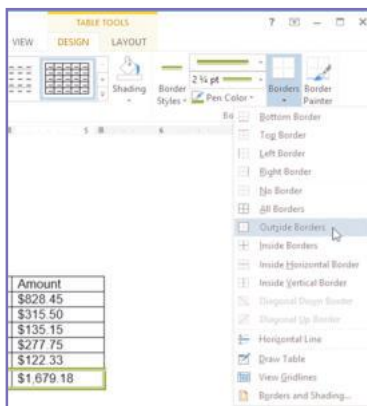 TABLE TOOLS
VIEW DESIGN LAYOUT
Shading
Border Styles
2 ¼ pt
Pen Color
Borders
Border Painter
Bo
5 6
Bottom Border
Top Border
Left Border
Right Border
No Border
All Borders
Outside Borders
Inside Borders
Inside Horizontal Border
Inside Vertical Border
Diagonal Down Border
Diagonal Up Border
Horizontal Line
Draw Table
View Gridlines
Borders and Shading...
Amount
$828.45
$315.50
$135.15
$277.75
$122.33
$1,679.18